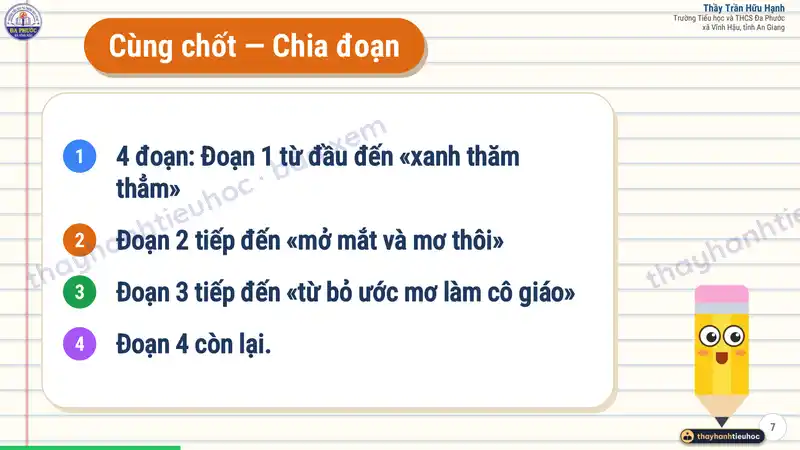 Thầy Trần Hữu Hạnh
Trường Tiểu học và THCS Đa Phước
xã Vĩnh Hậu, tỉnh An Giang
ĐA PHƯỚC
Cùng chốt — Chia đoạn
1 4 đoạn: Đoạn 1 từ đầu đến «xanh thăm
thẳm»
2 Đoạn 2 tiếp đến «mở mắt và mơ thôi»
3 Đoạn 3 tiếp đến «từ bỏ ước mơ làm cô giáo»
4 Đoạn 4 còn lại.
thayhanhtieuhoc
7